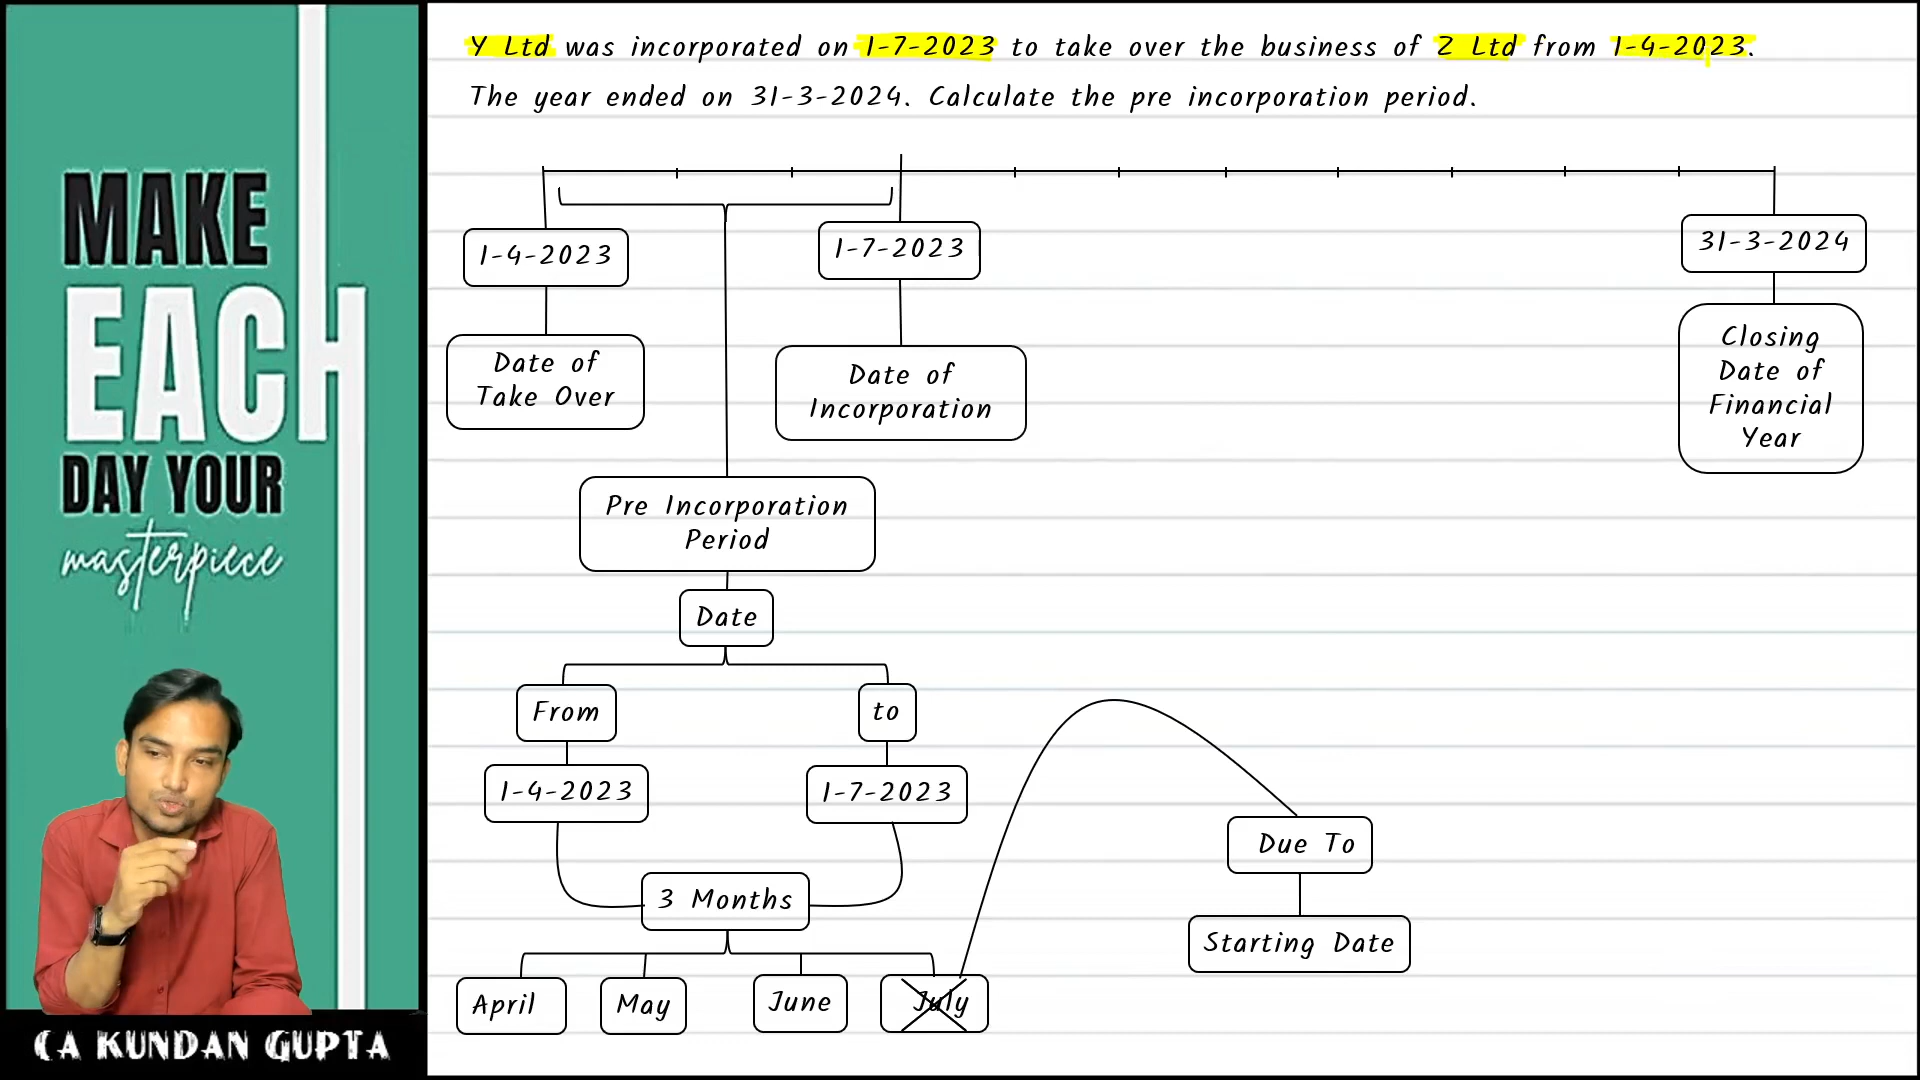 Y Ltd was incorporated on 1-7-2023 to take over the business of Z Ltd from 1-4-2023.
The year ended on 31-3-2024. Calculate the pre incorporation period.
1-4-2023
1-7-2023
31-3-2024
Date of
Take Over
Date of
Incorporation
Closing
Date of
Financial
Year
Pre Incorporation
Period
Date
From
to
1-4-2023
1-7-2023
3 Months
April
May
June
July
Due To
Starting Date
MAKE
EACH
DAY YOUR
masterpiece
CA KUNDAN GUPTA